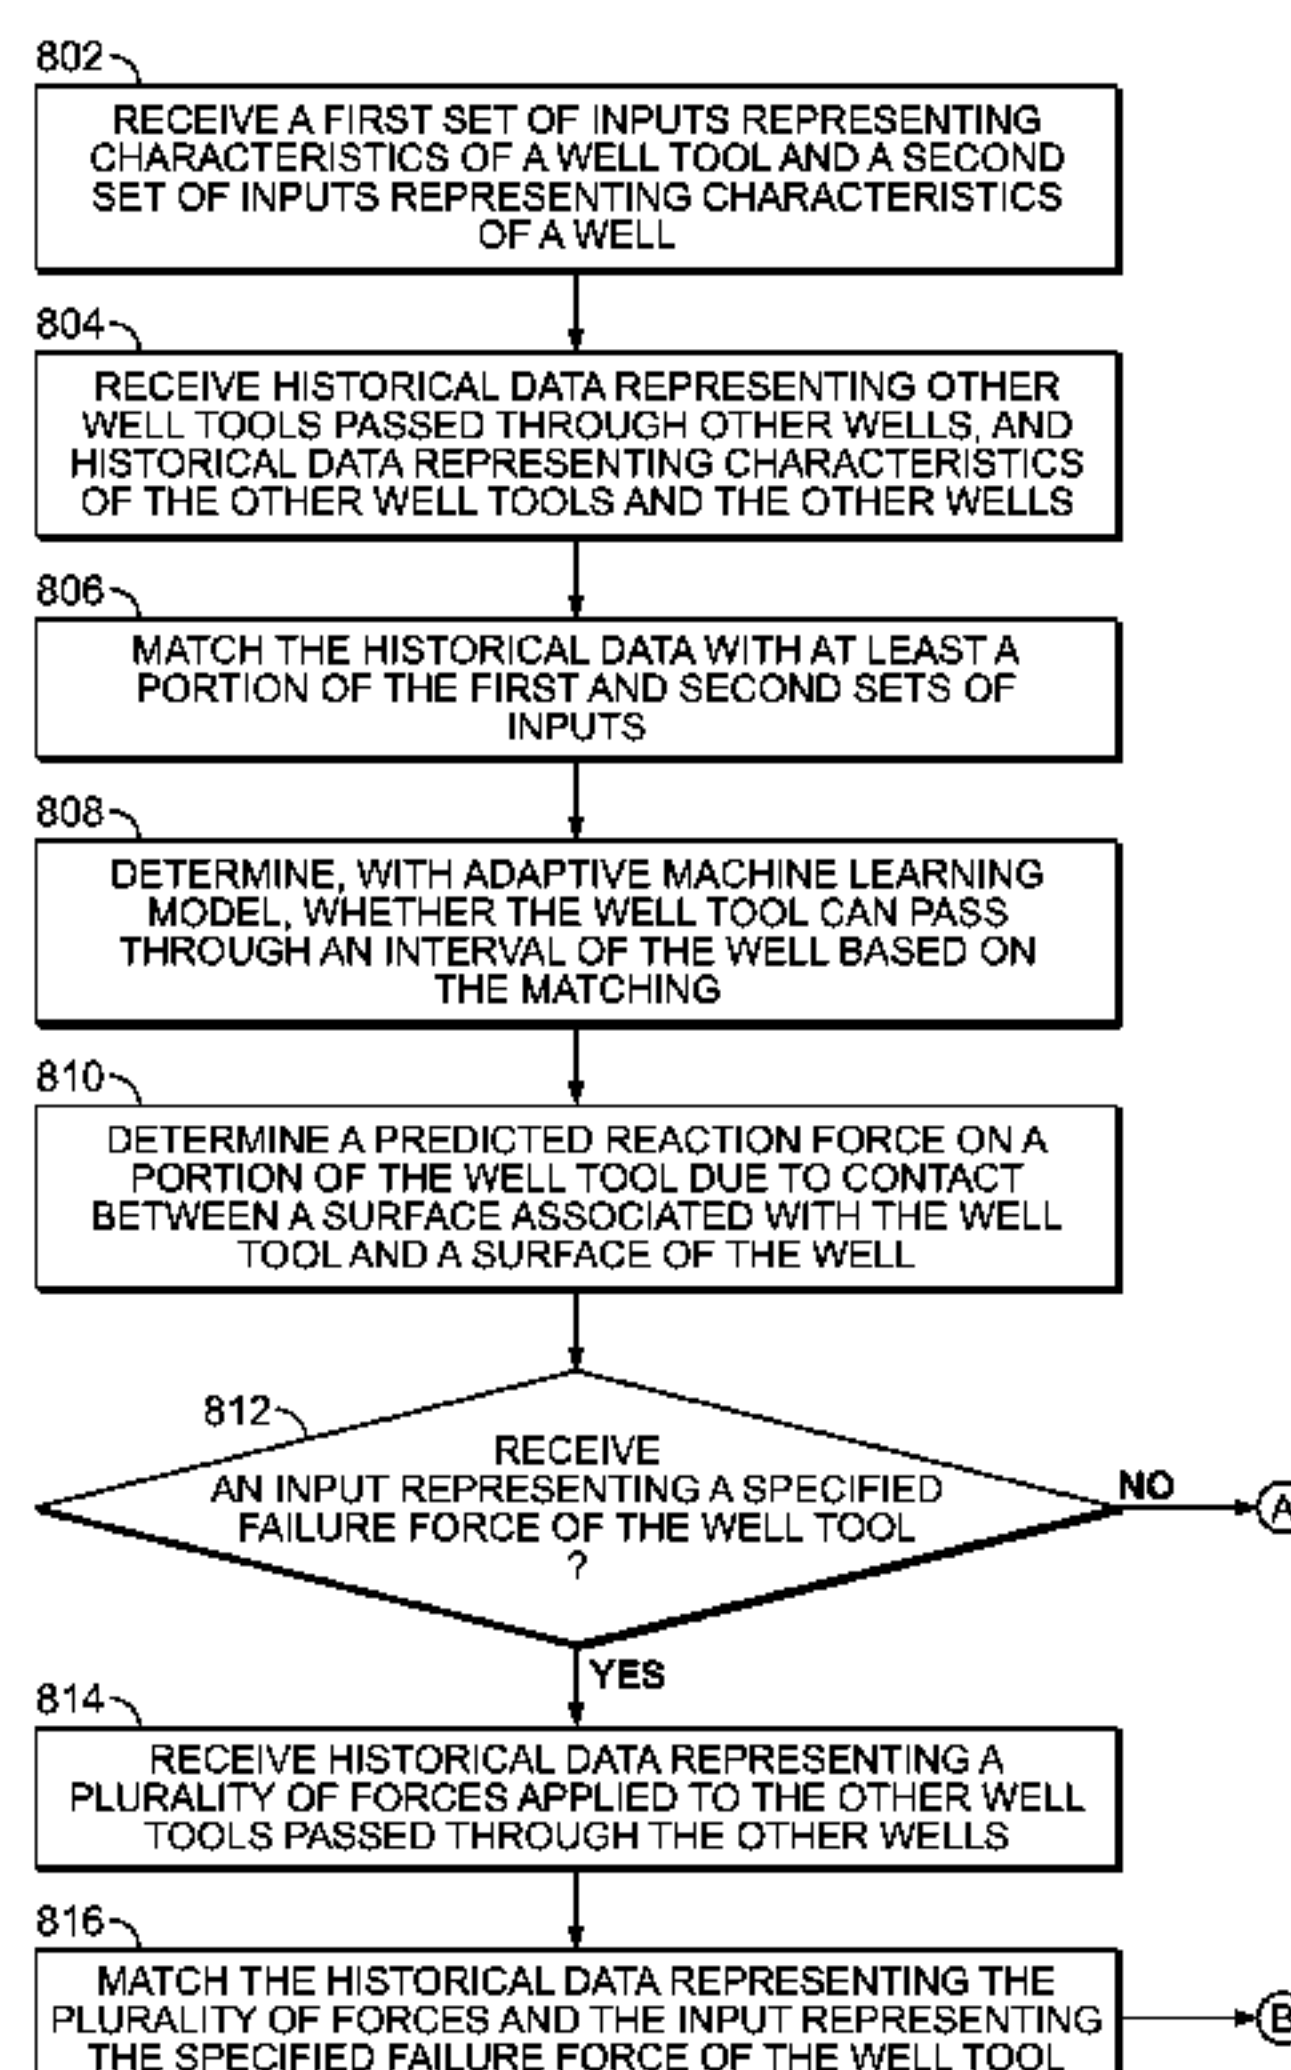 802
RECEIVE A FIRST SET OF INPUTS REPRESENTING
CHARACTERISTICS OF A WELL TOOL AND A SECOND
SET OF INPUTS REPRESENTING CHARACTERISTICS
OF A WELL
804
RECEIVE HISTORICAL DATA REPRESENTING OTHER
WELL TOOLS PASSED THROUGH OTHER WELLS, AND
HISTORICAL DATA REPRESENTING CHARACTERISTICS
OF THE OTHER WELL TOOLS AND THE OTHER WELLS
806
MATCH THE HISTORICAL DATA WITH AT LEAST A
PORTION OF THE FIRST AND SECOND SETS OF
INPUTS
808
DETERMINE, WITH ADAPTIVE MACHINE LEARNING
MODEL, WHETHER THE WELL TOOL CAN PASS
THROUGH AN INTERVAL OF THE WELL BASED ON
THE MATCHING
810
DETERMINE A PREDICTED REACTION FORCE ON A
PORTION OF THE WELL TOOL DUE TO CONTACT
BETWEEN A SURFACE ASSOCIATED WITH THE WELL
TOOL AND A SURFACE OF THE WELL
812
RECEIVE
AN INPUT REPRESENTING A SPECIFIED
FAILURE FORCE OF THE WELL TOOL
?
NO
A
YES
814
RECEIVE HISTORICAL DATA REPRESENTING A
PLURALITY OF FORCES APPLIED TO THE OTHER WELL
TOOLS PASSED THROUGH THE OTHER WELLS
816
MATCH THE HISTORICAL DATA REPRESENTING THE
PLURALITY OF FORCES AND THE INPUT REPRESENTING
THE SPECIFIED FAILURE FORCE OF THE WELL TOOL
B